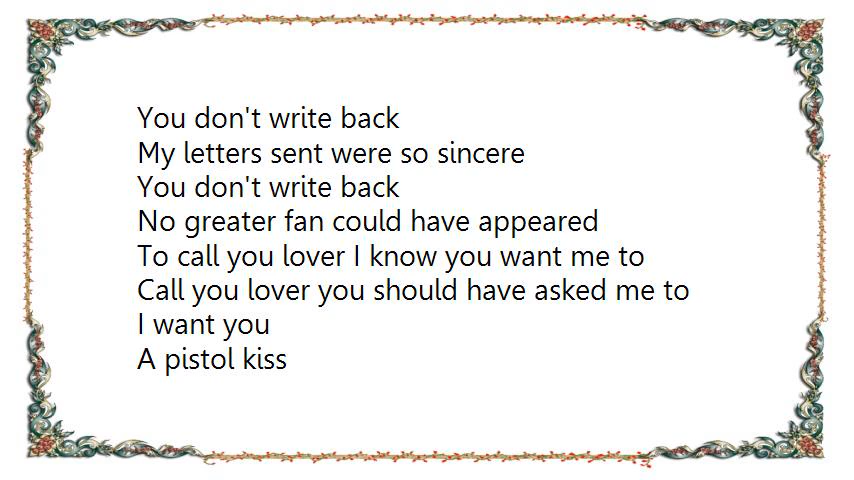 You don't write back
My letters sent were so sincere
You don't write back
No greater fan could have appeared
To call you lover I know you want me to
Call you lover you should have asked me to
I want you
A pistol kiss